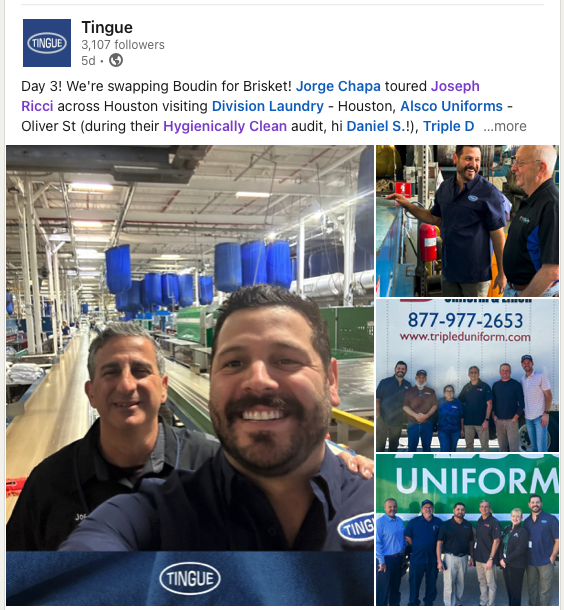 TINGUE
Tingue
3,107 followers
5d •
Day 3! We're swapping Boudin for Brisket! Jorge Chapa toured Joseph
Ricci across Houston visiting Division Laundry - Houston, Alsco Uniforms -
Oliver St (during their Hygienically Clean audit, hi Daniel S.!), Triple D ...more
TINGUE
877-977-2653
www.tripleduniform.com
UNIFORM
TINGUE